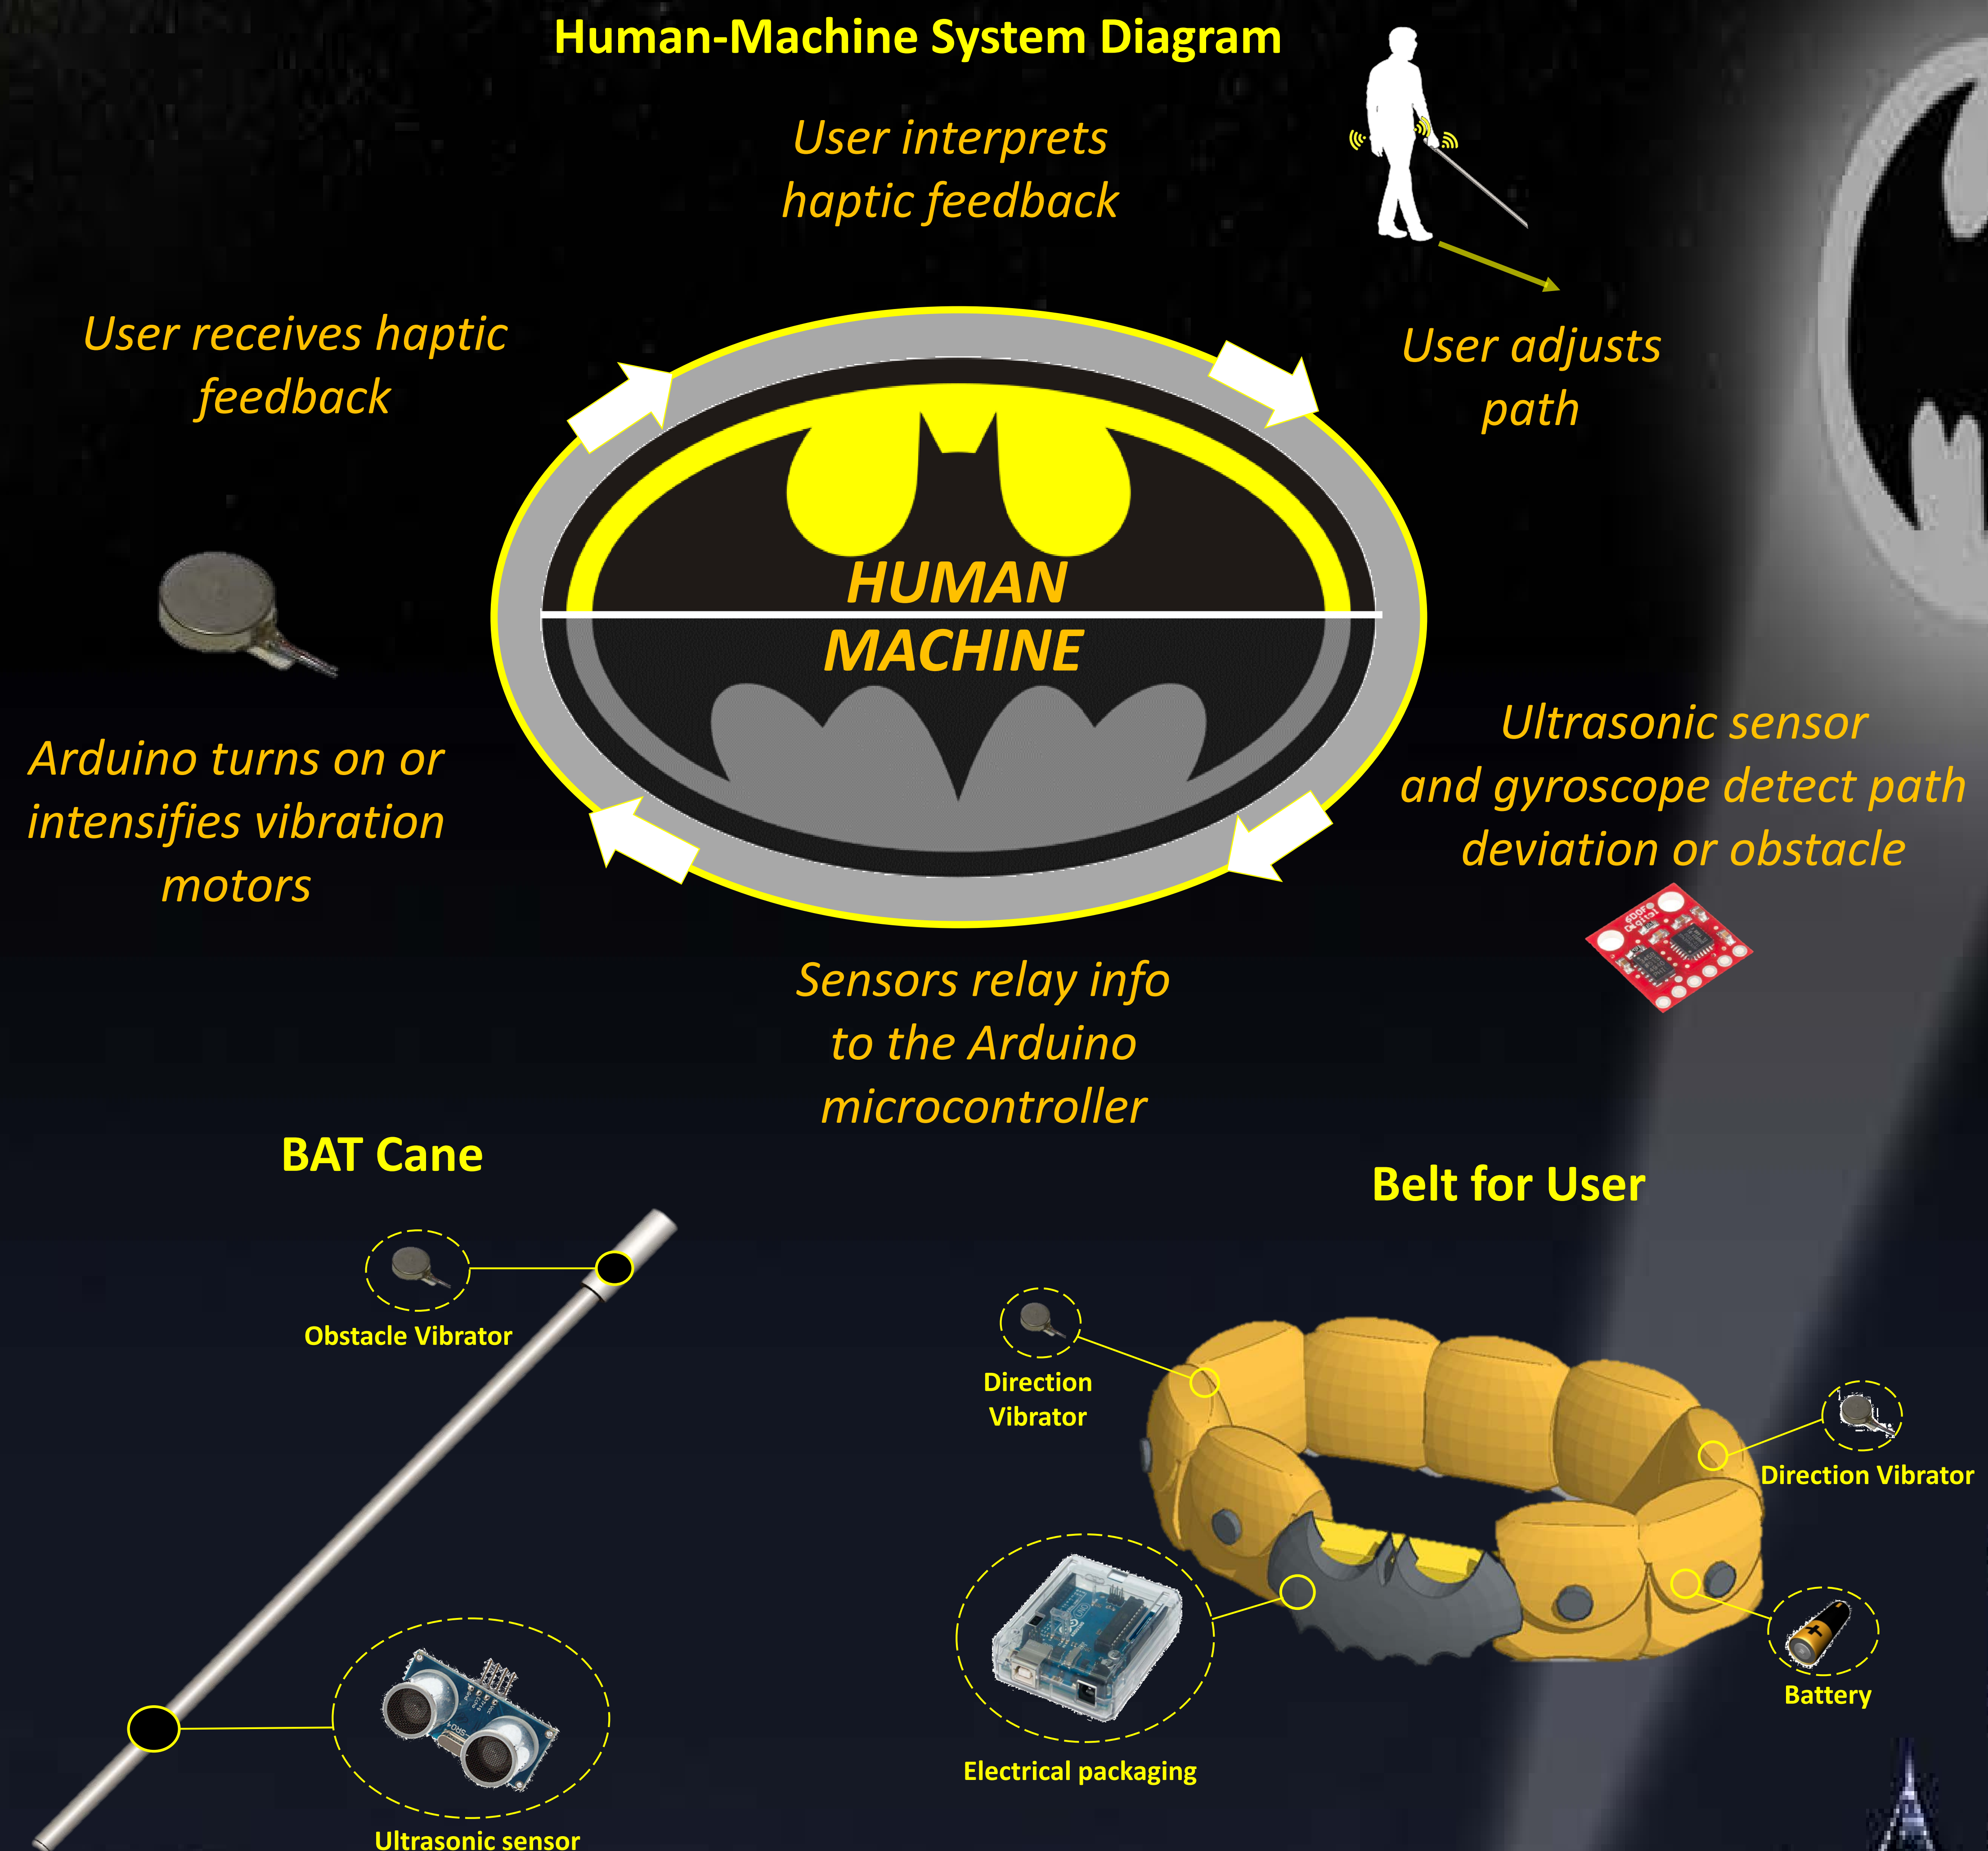 Human-Machine System Diagram
User interprets
haptic feedback
User receives haptic
feedback
User adjusts
path
HUMAN
MACHINE
Arduino turns on or
intensifies vibration
motors
Ultrasonic sensor
and gyroscope detect path
deviation or obstacle
6DOF
Digital
Sensors relay info
to the Arduino
microcontroller
BAT Cane
Obstacle Vibrator
Ultrasonic sensor
Belt for User
Direction
Vibrator
Direction Vibrator
Electrical packaging
+
Battery